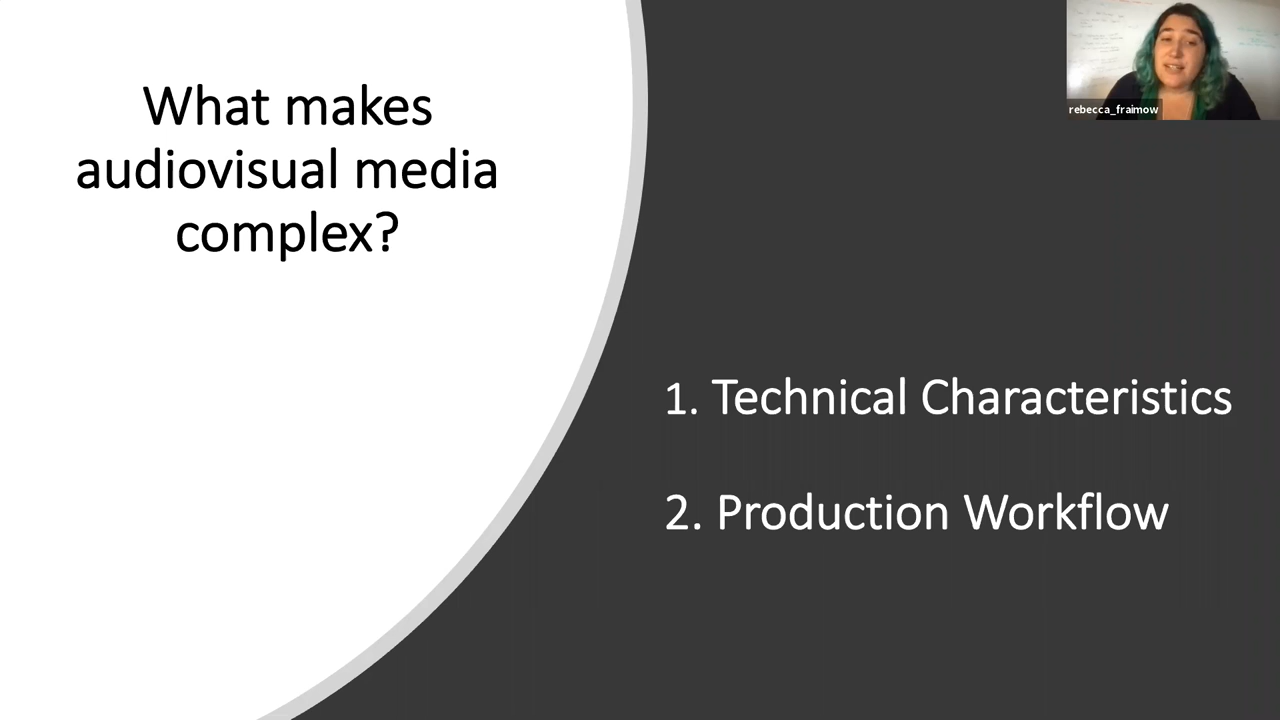 What makes
audiovisual media
complex?
rebecca_fraimow
1. Technical Characteristics
2. Production Workflow